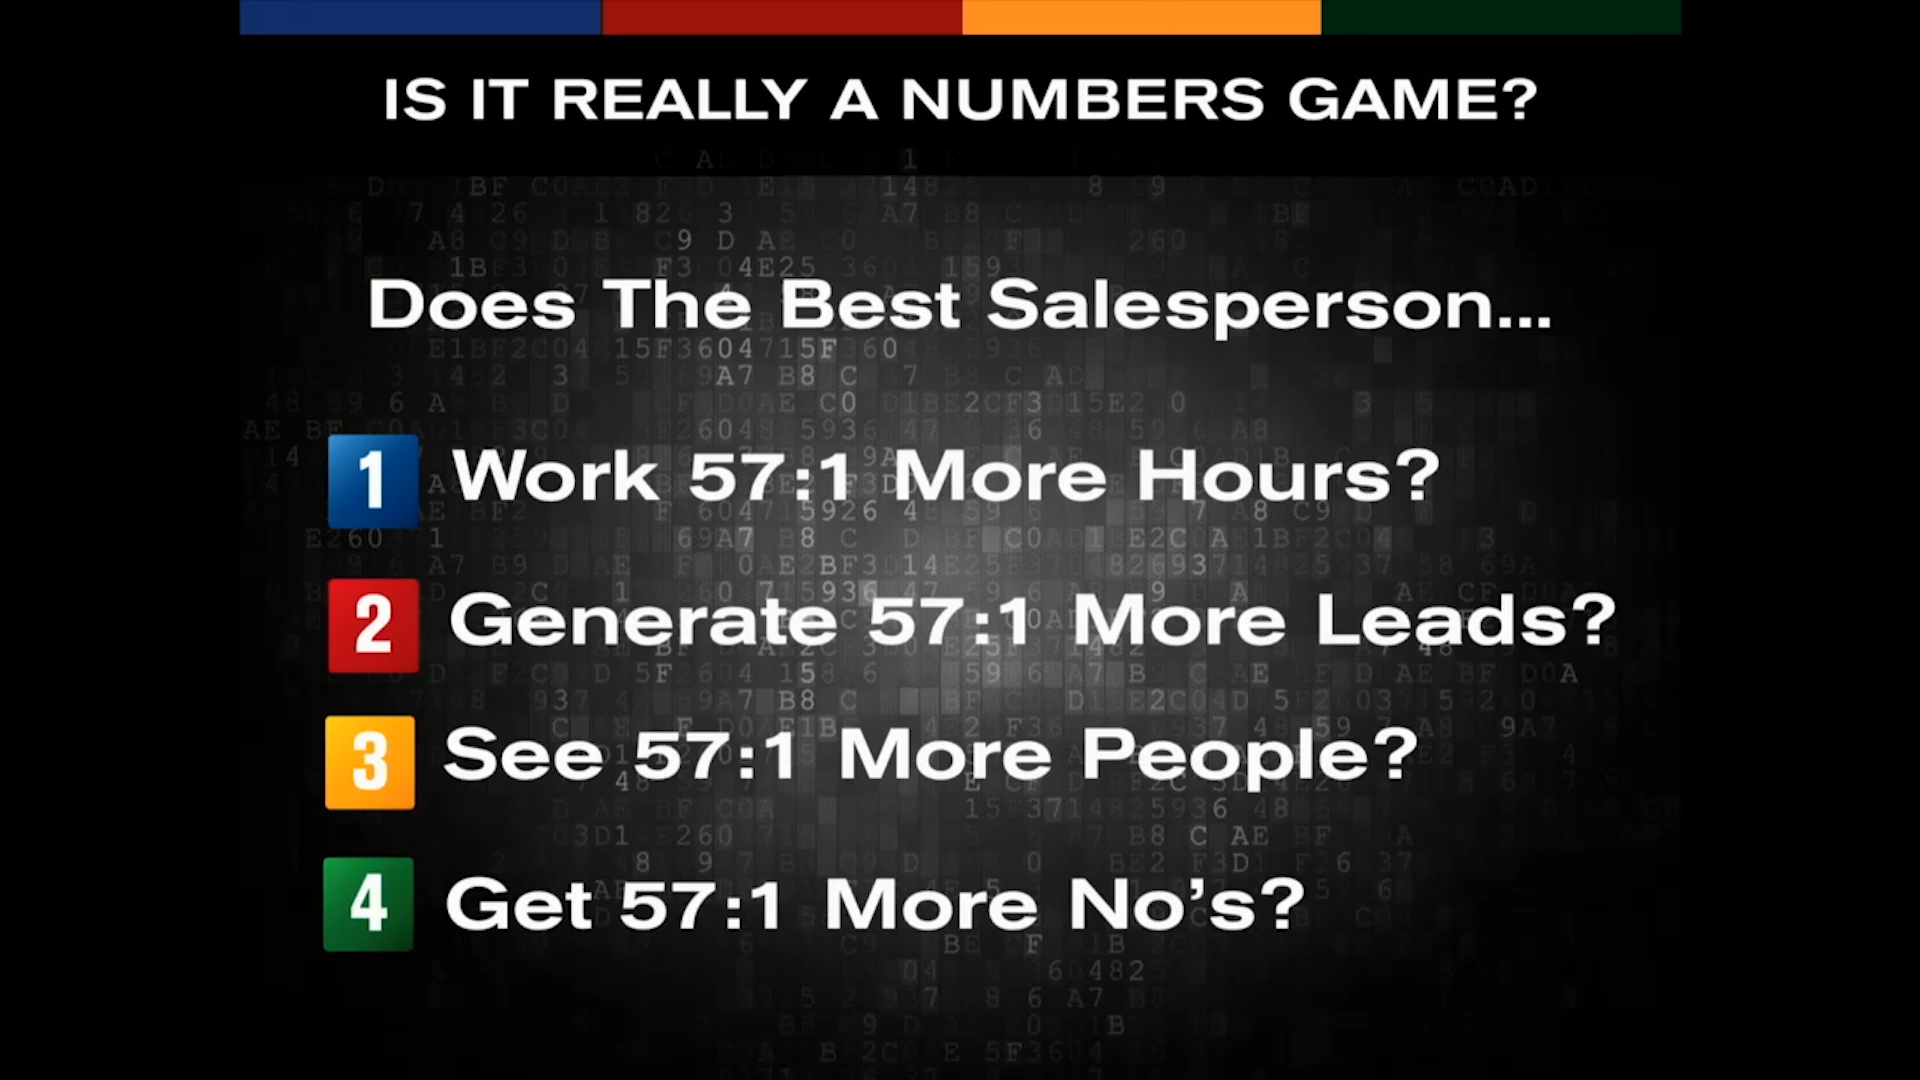 IS IT REALLY A NUMBERS GAME?
Does The Best Salesperson...
1 Work 57:1 More Hours?
2 Generate 57:1 More Leads?
3 See 57:1 More People?
4 Get 57:1 More No’s?